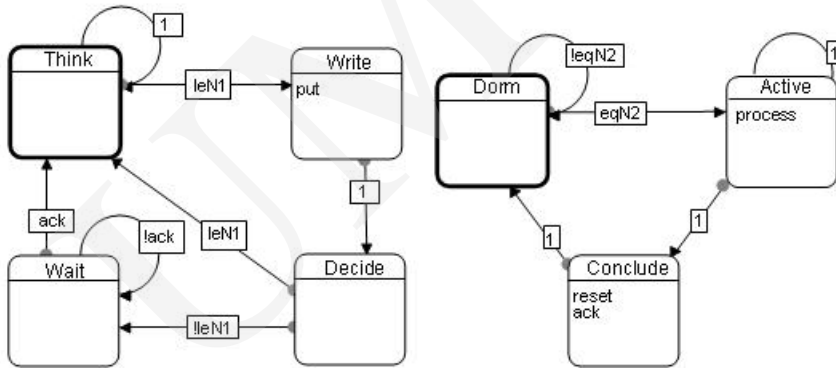 1
Think
leN1
Write
put
1
ack
!ack
leN1
Wait
!leN1
Decide
!eqN2
Dorm
eqN2
1
Active
process
1
1
Conclude
reset
ack